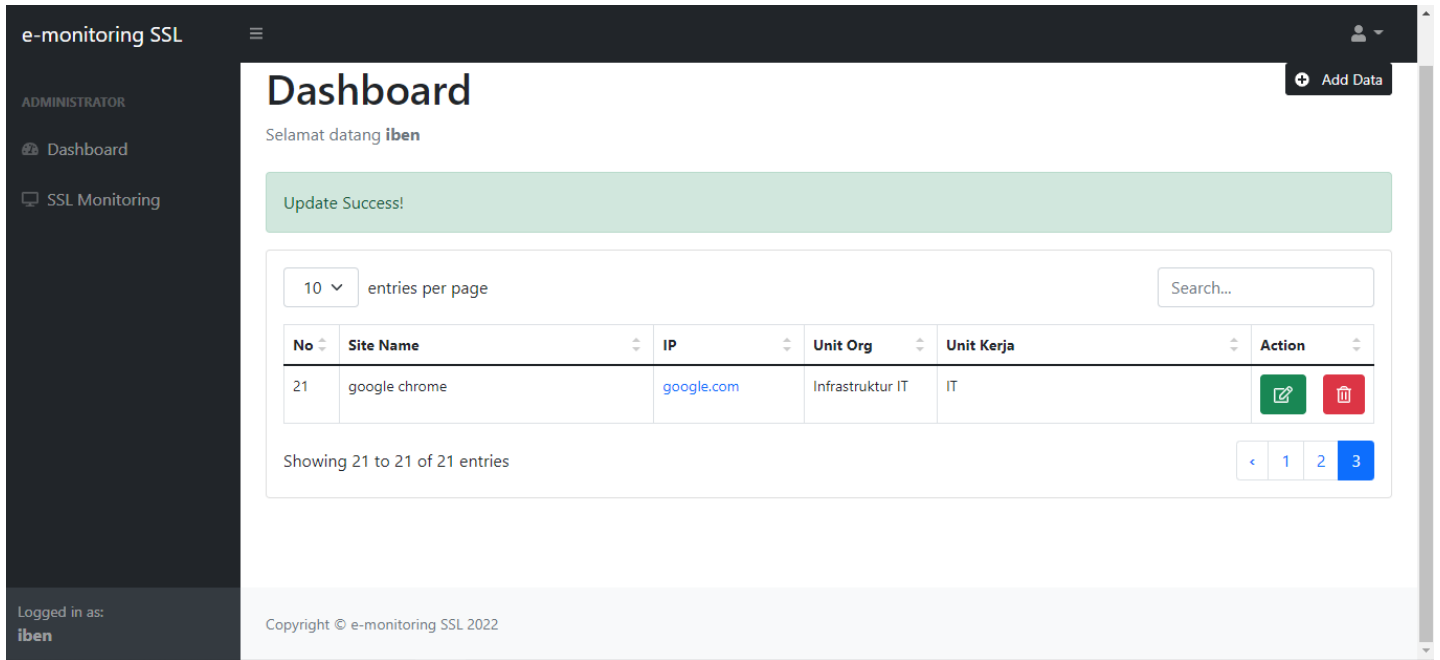 e-monitoring SSL
Add Data
ADMINISTRATOR
Dashboard
SSL Monitoring
Dashboard
Selamat datang iben
Update Success!
10 entries per page
Search...
No Site Name IP Unit Org Unit Kerja Action
21 google chrome google.com Infrastruktur IT IT
Showing 21 to 21 of 21 entries
‹ 1 2 3
Logged in as:
iben
Copyright © e-monitoring SSL 2022